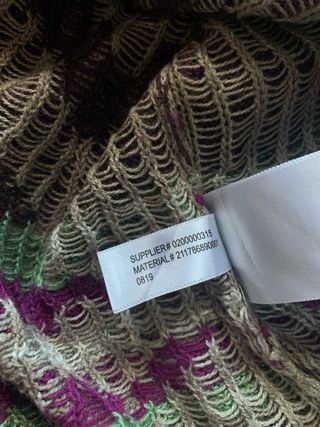 SUPPLIER# 0200000315
MATERIAL# 211786890001
0819